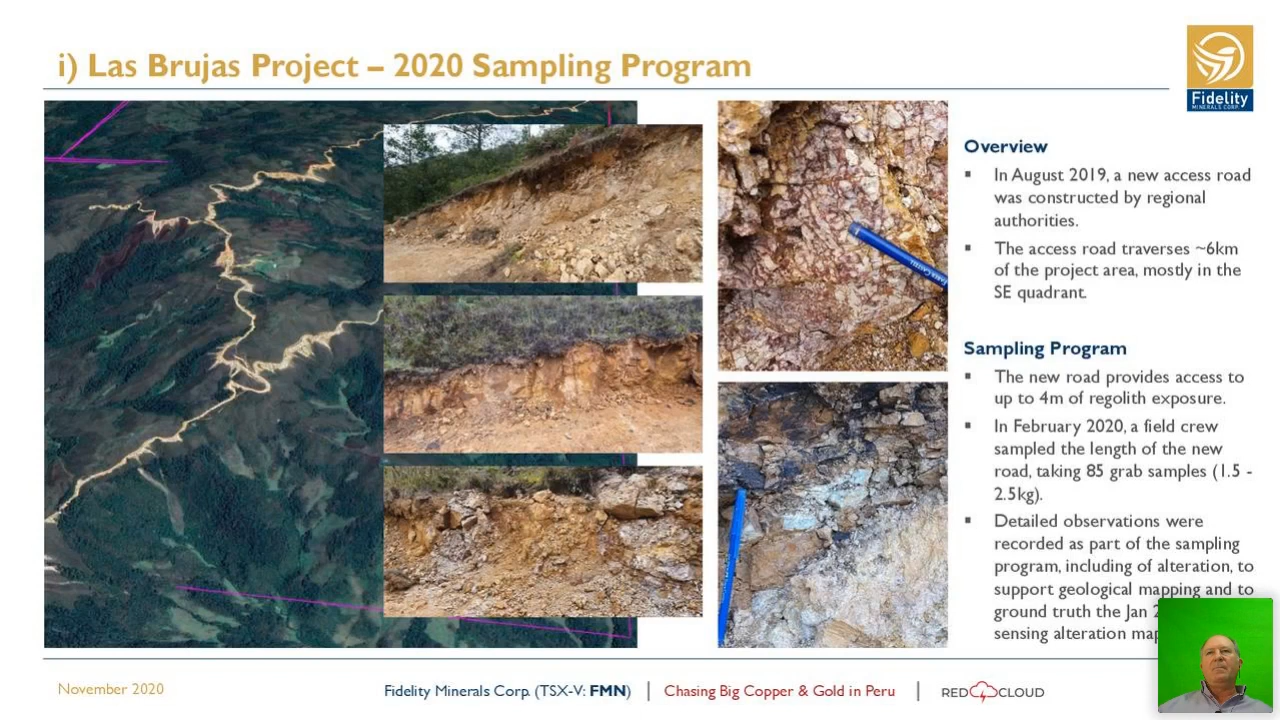 i) Las Brujas Project – 2020 Sampling Program
Fidelity
MINERALS CORP.
Overview
▪ In August 2019, a new access road
was constructed by regional
authorities.
▪ The access road traverses ~6km
of the project area, mostly in the
SE quadrant.
Sampling Program
▪ The new road provides access to
up to 4m of regolith exposure.
▪ In February 2020, a field crew
sampled the length of the new
road, taking 85 grab samples (1.5 -
2.5kg).
▪ Detailed observations were
recorded as part of the sampling
program, including of alteration, to
support geological mapping and to
ground truth the Jan
sensing alteration
November 2020
Fidelity Minerals Corp. (TSX-V: FMN) | Chasing Big Copper & Gold in Peru | RED CLOUD